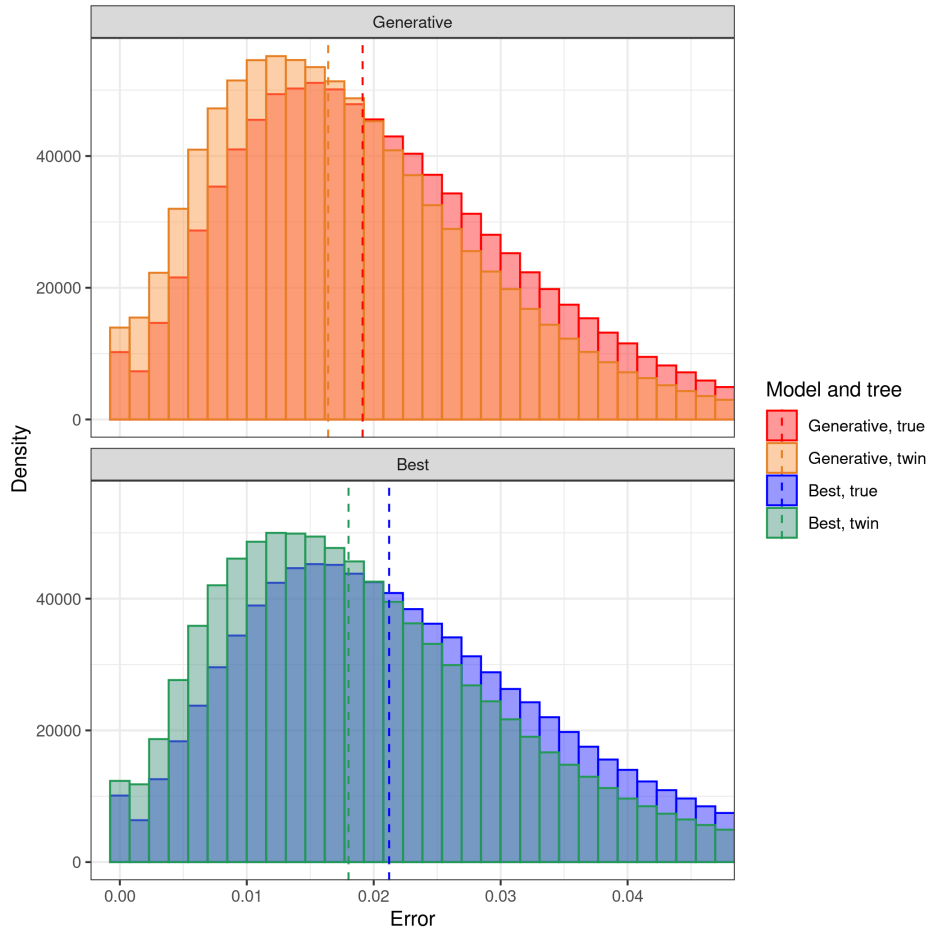 Generative
40000
20000
0
Best
40000
20000
0
0.00 0.01 0.02 0.03 0.04
Error
Density
Model and tree
Generative, true
Generative, twin
Best, true
Best, twin